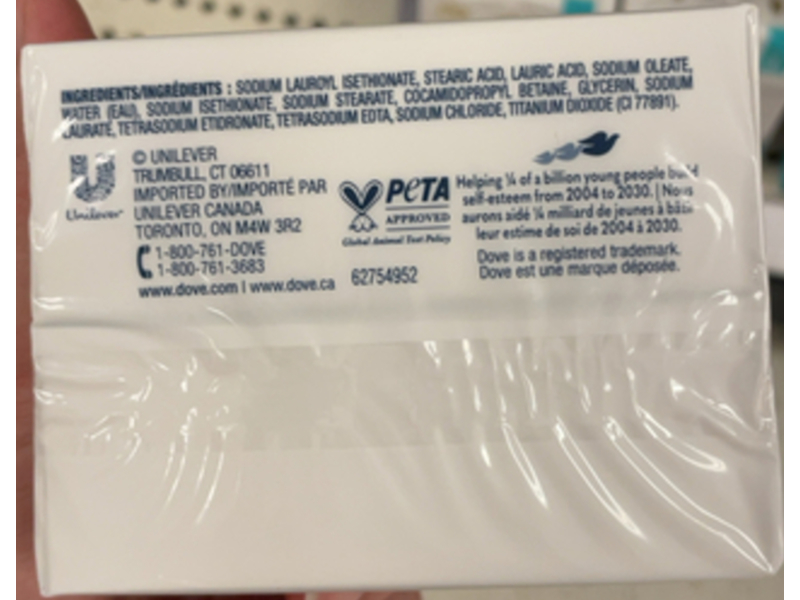 INGREDIENTS/INGRÉDIENTS : SODIUM LAUROYL ISETHIONATE, STEARIC ACID, LAURIC ACID, SODIUM OLEATE,
WATER (EAU), SODIUM ISETHIONATE, SODIUM STEARATE, COCAMIDOPROPYL BETAINE, GLYCERIN, SODIUM
LAURATE, TETRASODIUM ETIDRONATE, TETRASODIUM EDTA, SODIUM CHLORIDE, TITANIUM DIOXIDE (CI 77891).
Unilever
© UNILEVER
TRUMBULL, CT 06611
IMPORTED BY/IMPORTÉ PAR
UNILEVER CANADA
TORONTO, ON M4W 3R2
1-800-761-DOVE
1-800-761-3683
www.dove.com | www.dove.ca
PETA
APPROVED
Global Animal Test Policy
62754952
Helping ¼ of a billion young people build
self-esteem from 2004 to 2030. | Nous
aurons aidé ¼ milliard de jeunes à bâtir
leur estime de soi de 2004 à 2030.
Dove is a registered trademark.
Dove est une marque déposée.